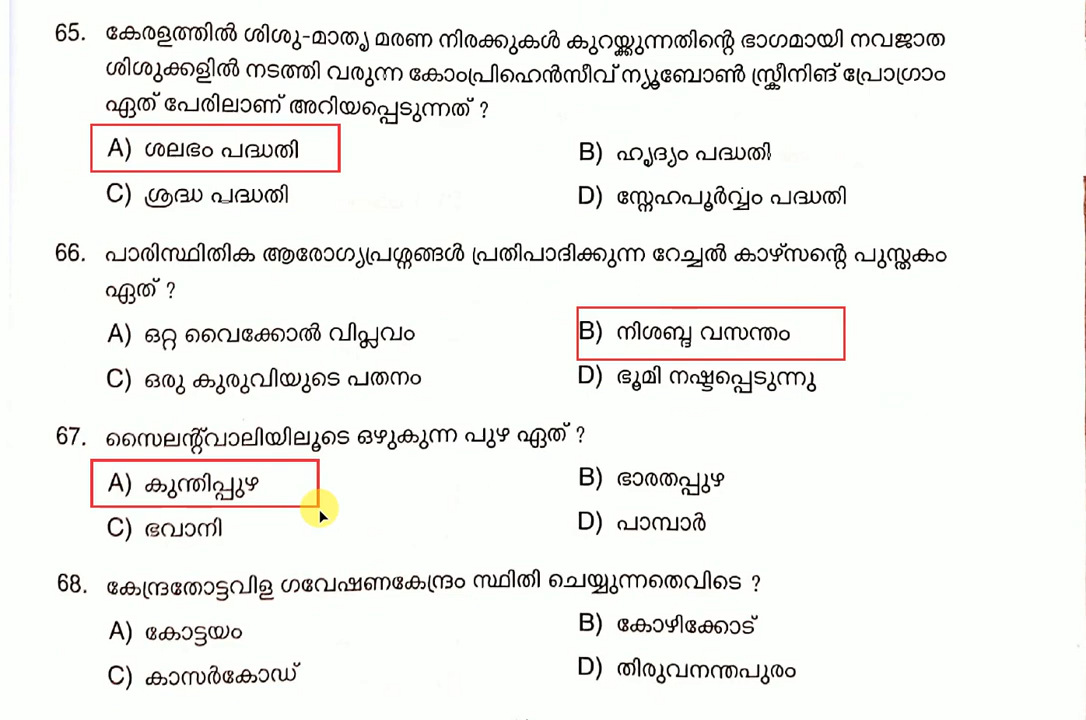 65. കേരളത്തിൽ ശിശു-മാതൃ മരണ നിരക്കുകൾ കുറയ്ക്കുന്നതിന്റെ ഭാഗമായി നവജാത
ശിശുക്കളിൽ നടത്തി വരുന്ന കോംപ്രിഹെൻസീവ് ന്യൂബോൺ സ്ക്രീനിങ് പ്രോഗ്രാം
ഏത് പേരിലാണ് അറിയപ്പെടുന്നത് ?
A) ശലഭം പദ്ധതി B) ഹൃദ്യം പദ്ധതി
C) ശ്രദ്ധ പദ്ധതി D) സ്നേഹപൂർവ്വം പദ്ധതി
66. പാരിസ്ഥിതിക ആരോഗ്യപ്രശ്നങ്ങൾ പ്രതിപാദിക്കുന്ന റേച്ചൽ കാഴ്സന്റെ പുസ്തകം
ഏത് ?
A) ഒറ്റ വൈക്കോൽ വിപ്ലവം B) നിശബ്ദ വസന്തം
C) ഒരു കുരുവിയുടെ പതനം D) ഭൂമി നഷ്ടപ്പെടുന്നു
67. സൈലന്റ്‌വാലിയിലൂടെ ഒഴുകുന്ന പുഴ ഏത് ?
A) കുന്തിപ്പുഴ B) ഭാരതപ്പുഴ
C) ഭവാനി D) പാമ്പാർ
68. കേന്ദ്രതോട്ടവിള ഗവേഷണകേന്ദ്രം സ്ഥിതി ചെയ്യുന്നതെവിടെ ?
A) കോട്ടയം B) കോഴിക്കോട്
C) കാസർകോഡ് D) തിരുവനന്തപുരം